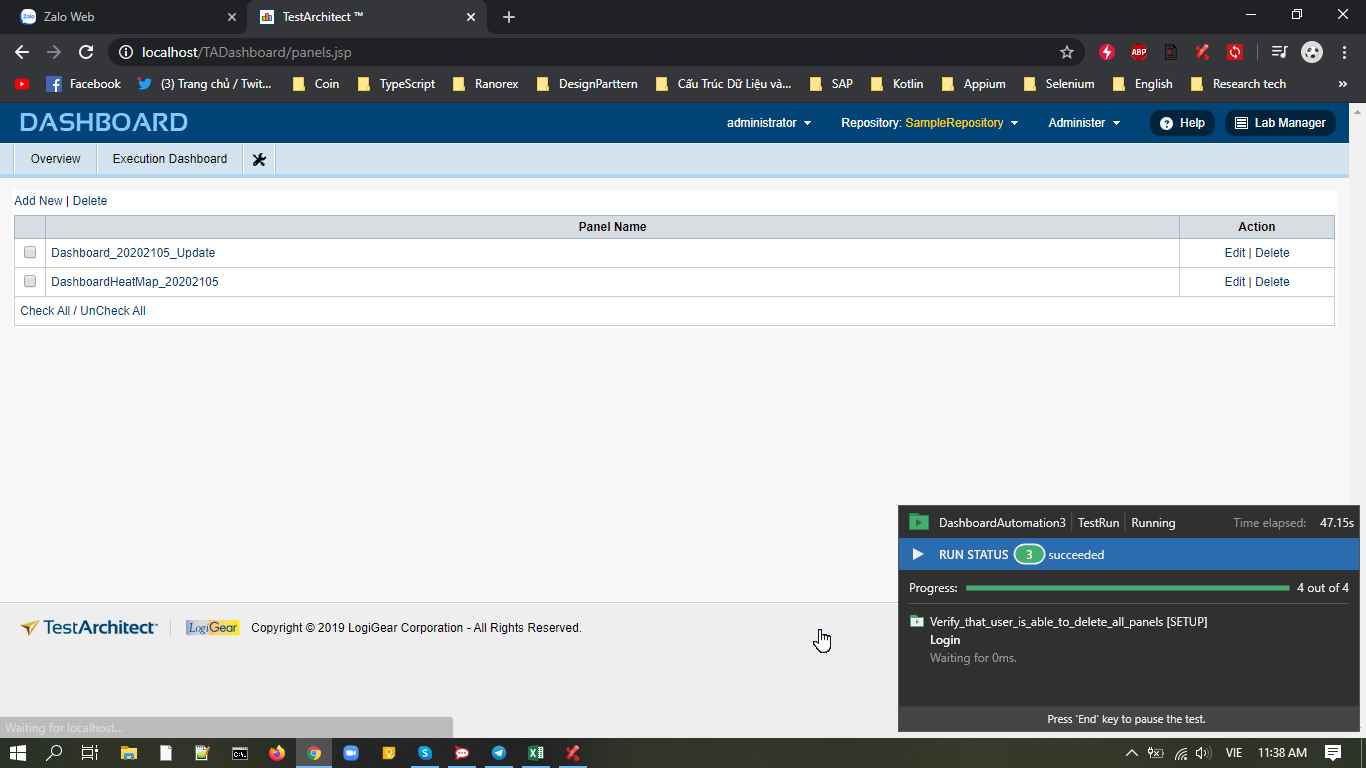 Zalo Web
TestArchitect ™
localhost/TADashboard/panels.jsp
ABP
Facebook
(3) Trang chủ / Twit...
Coin
TypeScript
Ranorex
DesignParttern
Cấu Trúc Dữ Liệu và...
SAP
Kotlin
Appium
Selenium
English
Research tech
»
DASHBOARD
administrator
Repository: SampleRepository
Administer
Help
Lab Manager
Overview
Execution Dashboard
Add New | Delete
Panel Name
Action
Dashboard_20202105_Update
Edit | Delete
DashboardHeatMap_20202105
Edit | Delete
Check All / UnCheck All
DashboardAutomation3 TestRun Running
Time elapsed: 47.15s
RUN STATUS 3 succeeded
Progress: 4 out of 4
Verify_that_user_is_able_to_delete_all_panels [SETUP]
Login
Waiting for 0ms.
Press 'End' key to pause the test.
TestArchitect
LogiGear
Copyright © 2019 LogiGear Corporation - All Rights Reserved.
Waiting for localhost...
VIE
11:38 AM